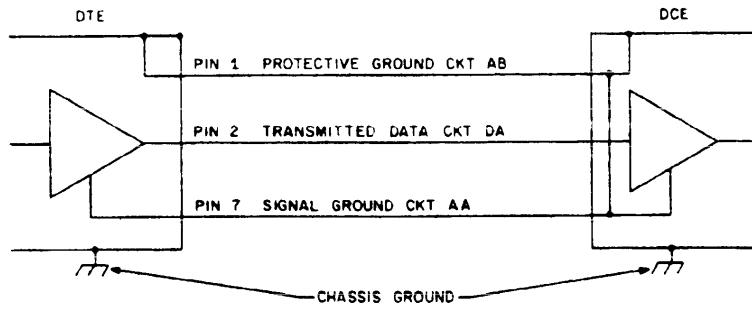 DTE
DCE
PIN 1 PROTECTIVE GROUND CKT AB
PIN 2 TRANSMITTED DATA CKT DA
PIN 7 SIGNAL GROUND CKT AA
CHASSIS GROUND